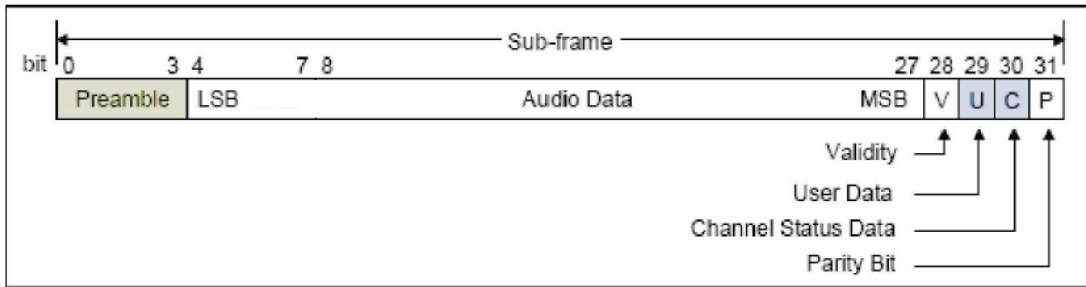 Sub-frame
bit 0 3 4 7 8 27 28 29 30 31
Preamble LSB Audio Data MSB V U C P
Validity
User Data
Channel Status Data
Parity Bit